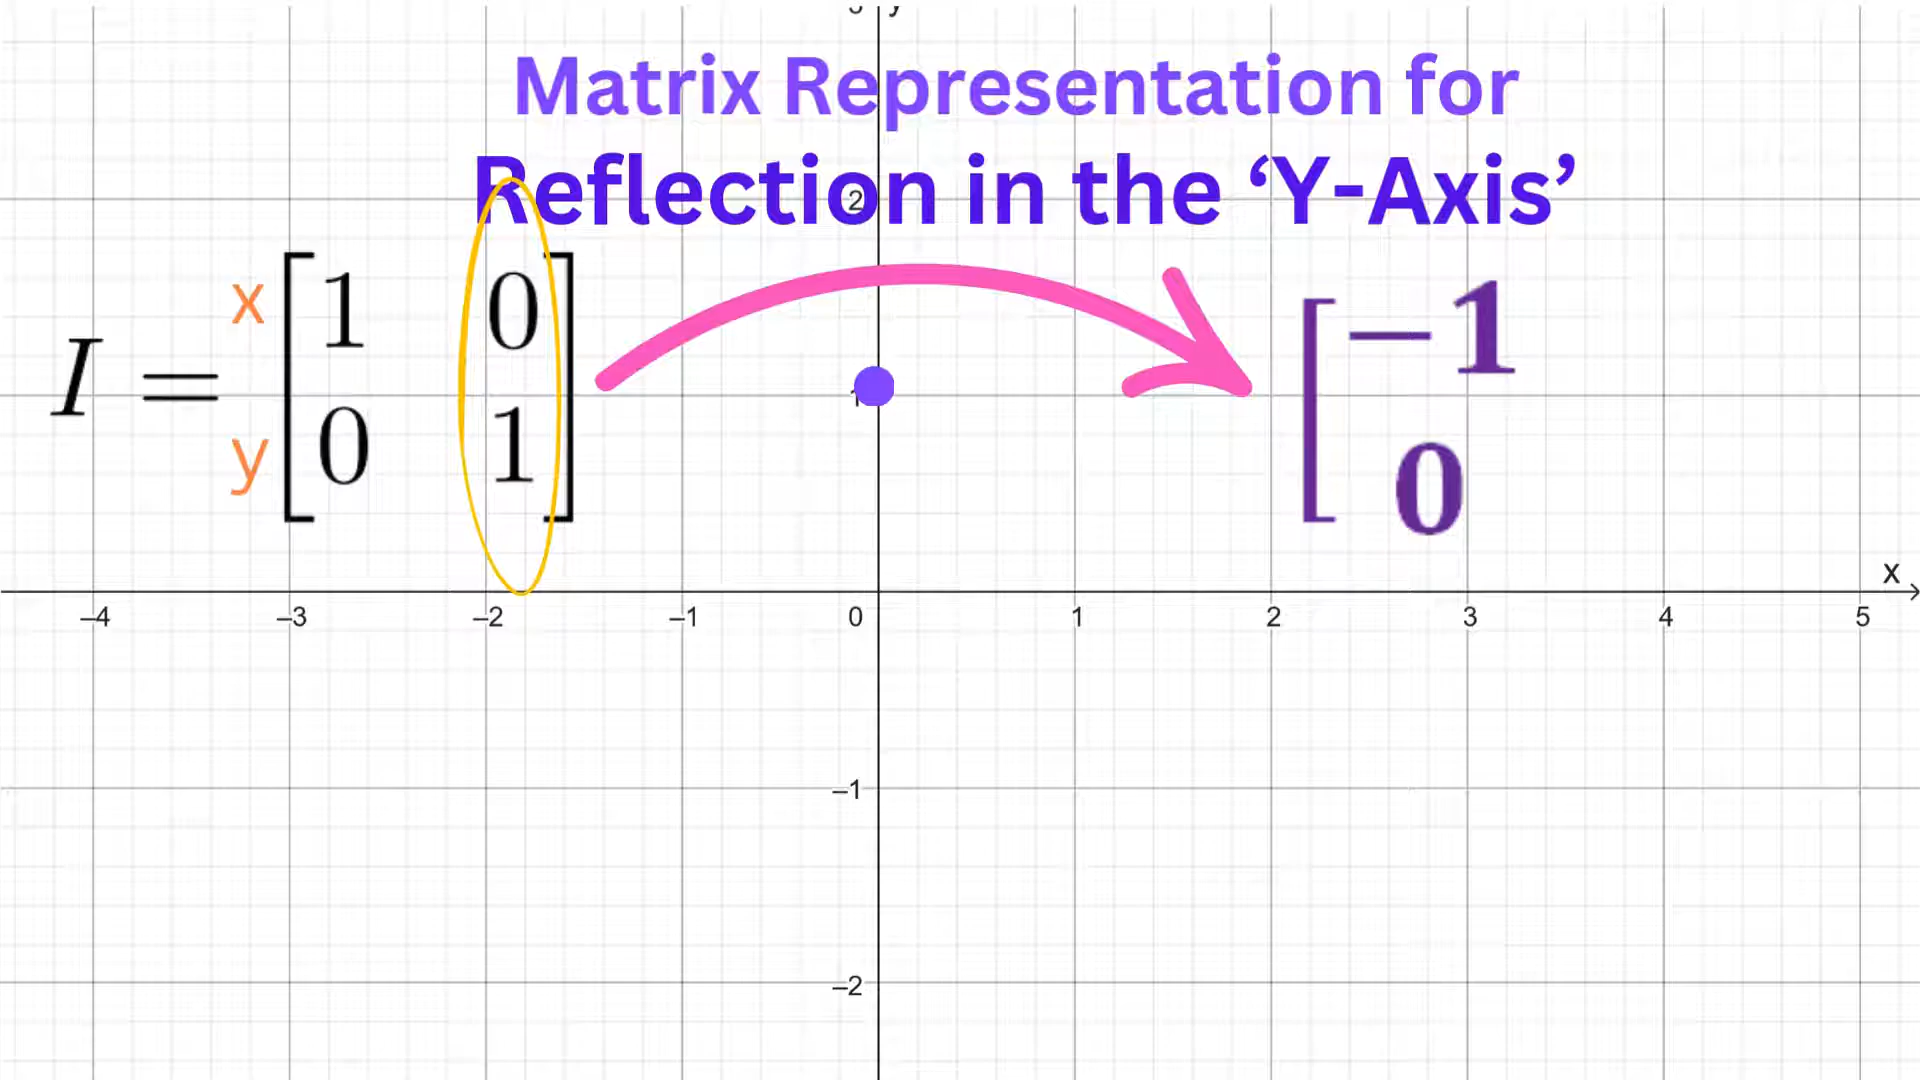 y
Matrix Representation for
Reflection in the ‘Y-Axis’
2
x
1 0
−1
I =
1
y
0 1
0
x
–4 –3 –2 –1 0 1 2 3 4 5
–1
–2